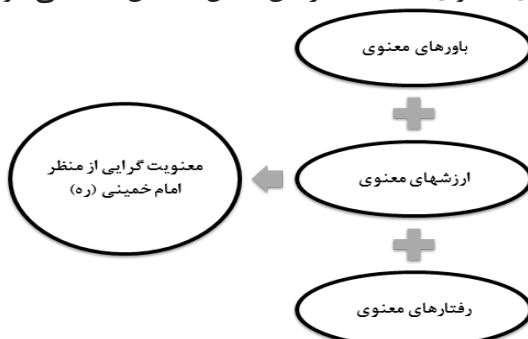 باورهای معنوی
ارزشهای معنوی
معنویت گرایی از منظر
امام خمینی (ره)
رفتارهای معنوی